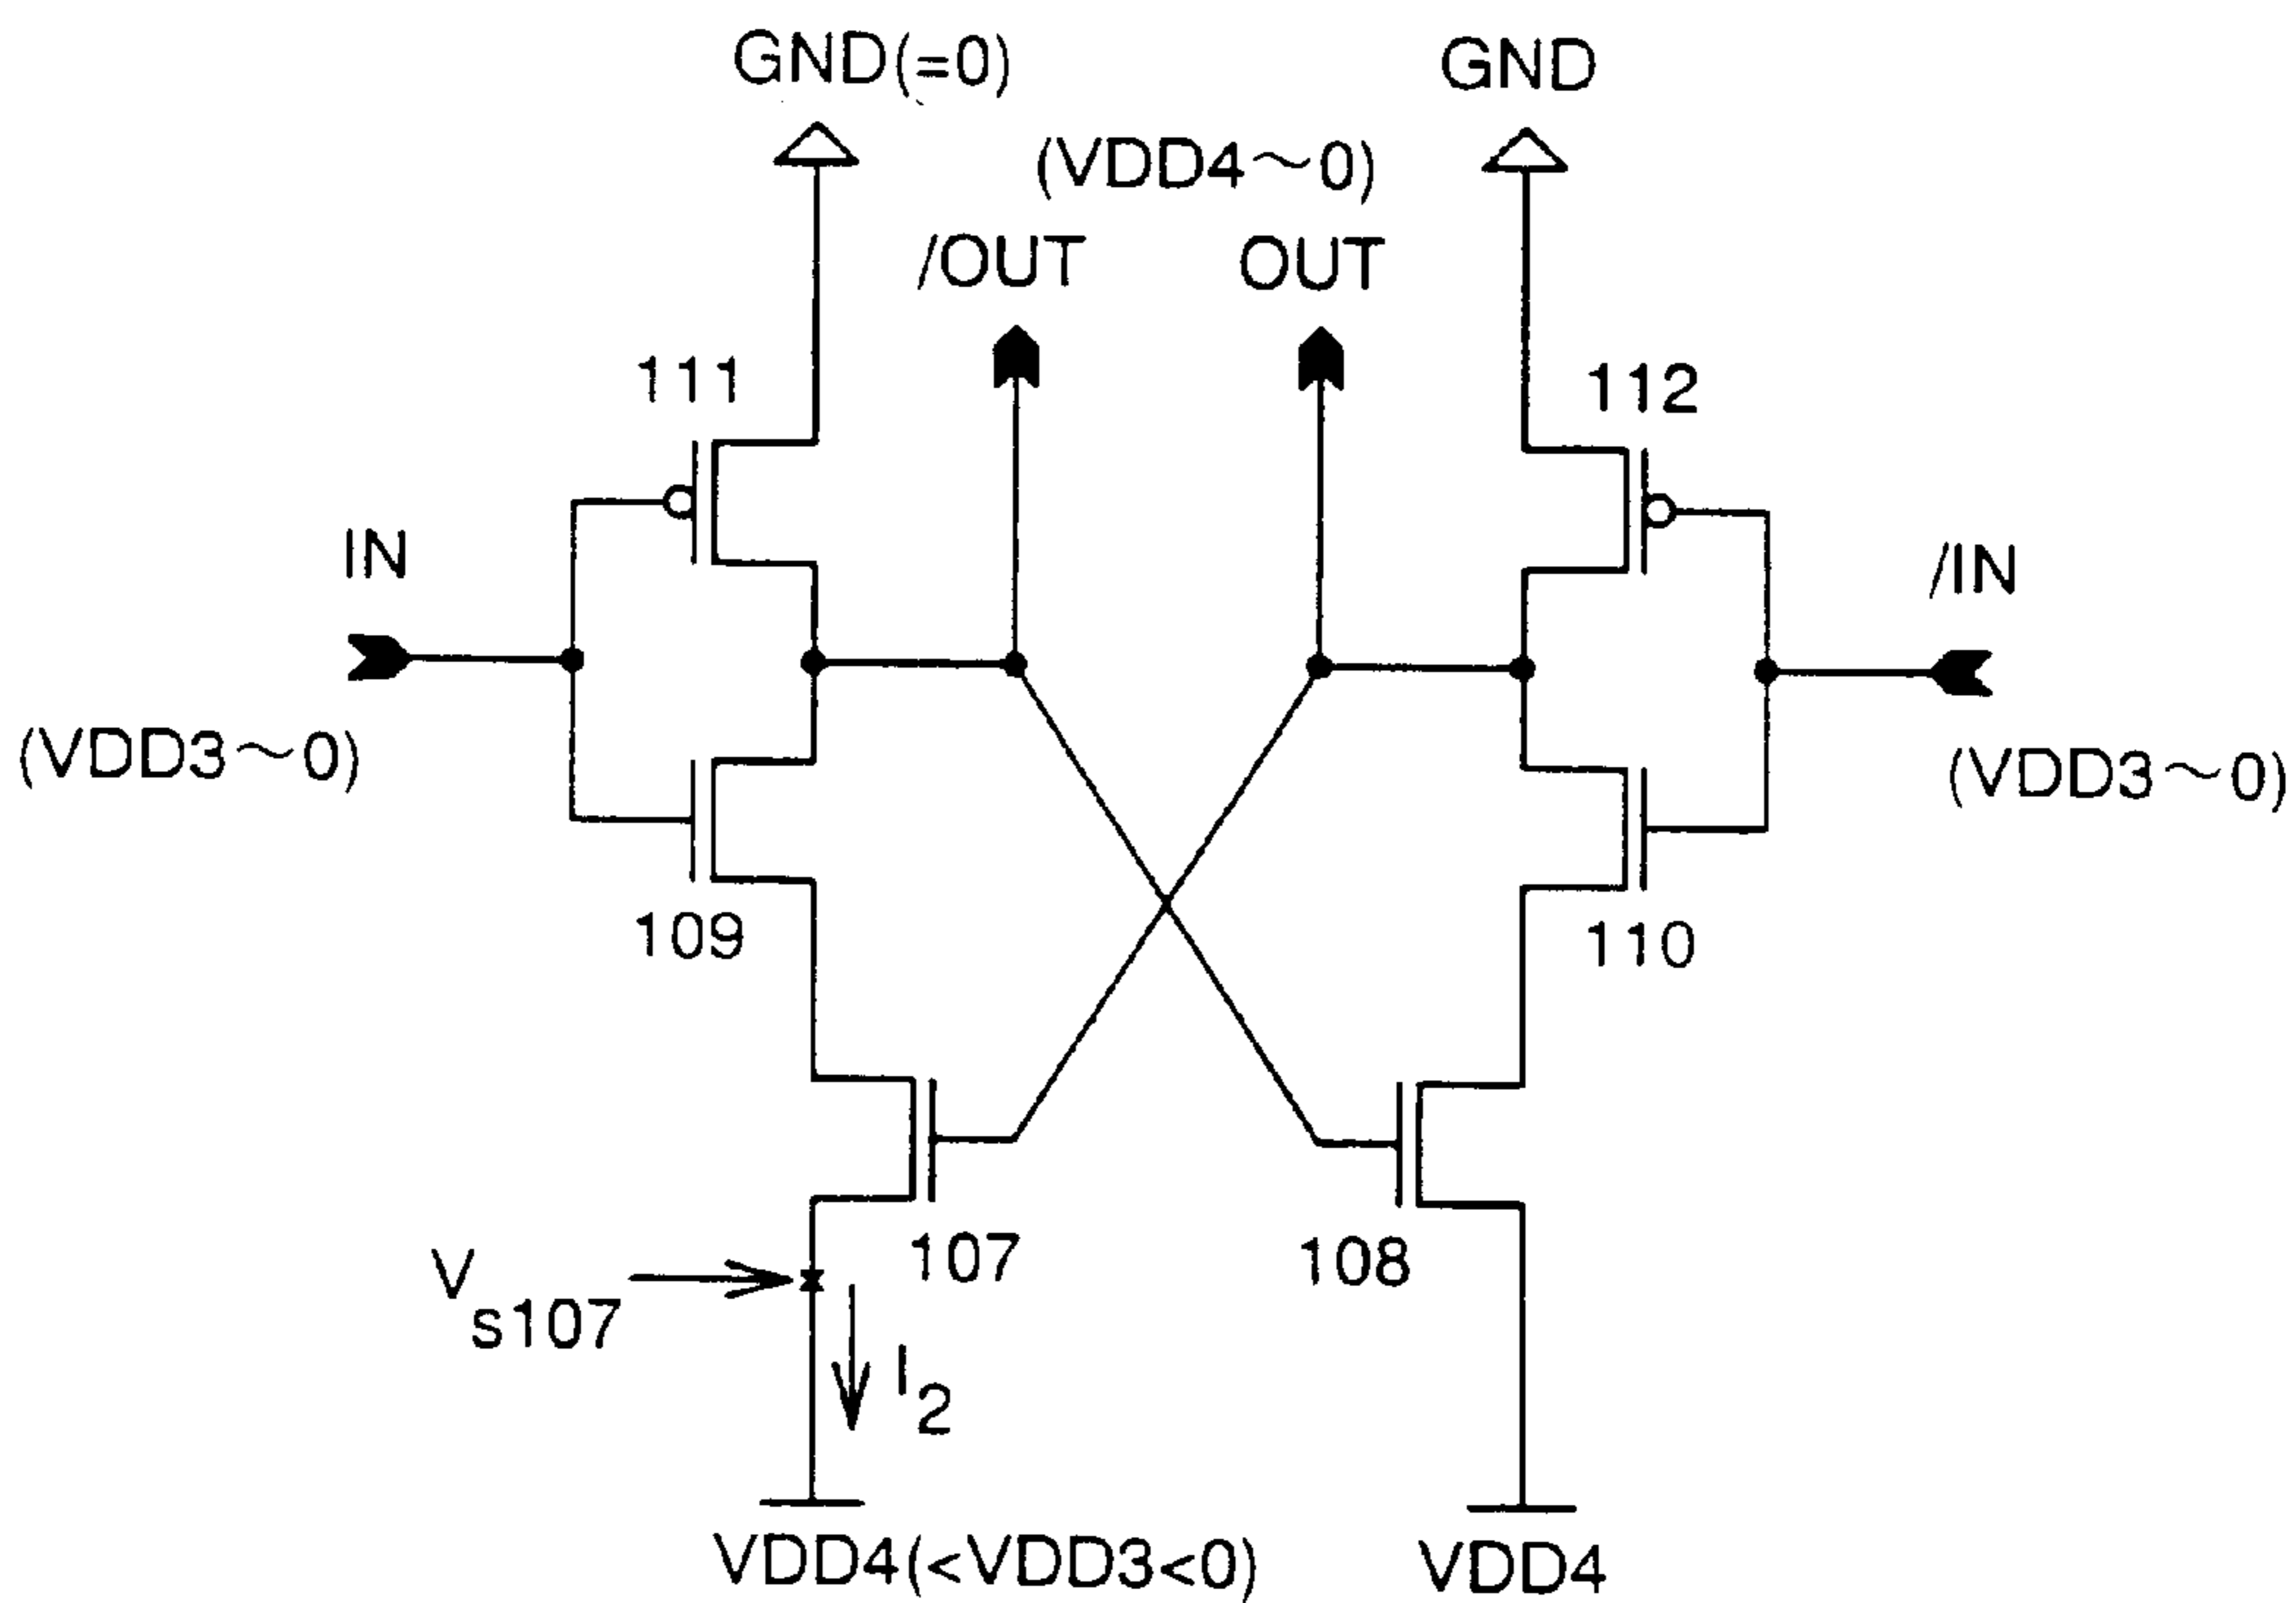 GND(=0)
GND
(VDD4~0)
/OUT
OUT
111
112
IN
/IN
(VDD3~0)
(VDD3~0)
109
110
107
108
Vs107
I2
VDD4(<VDD3<0)
VDD4